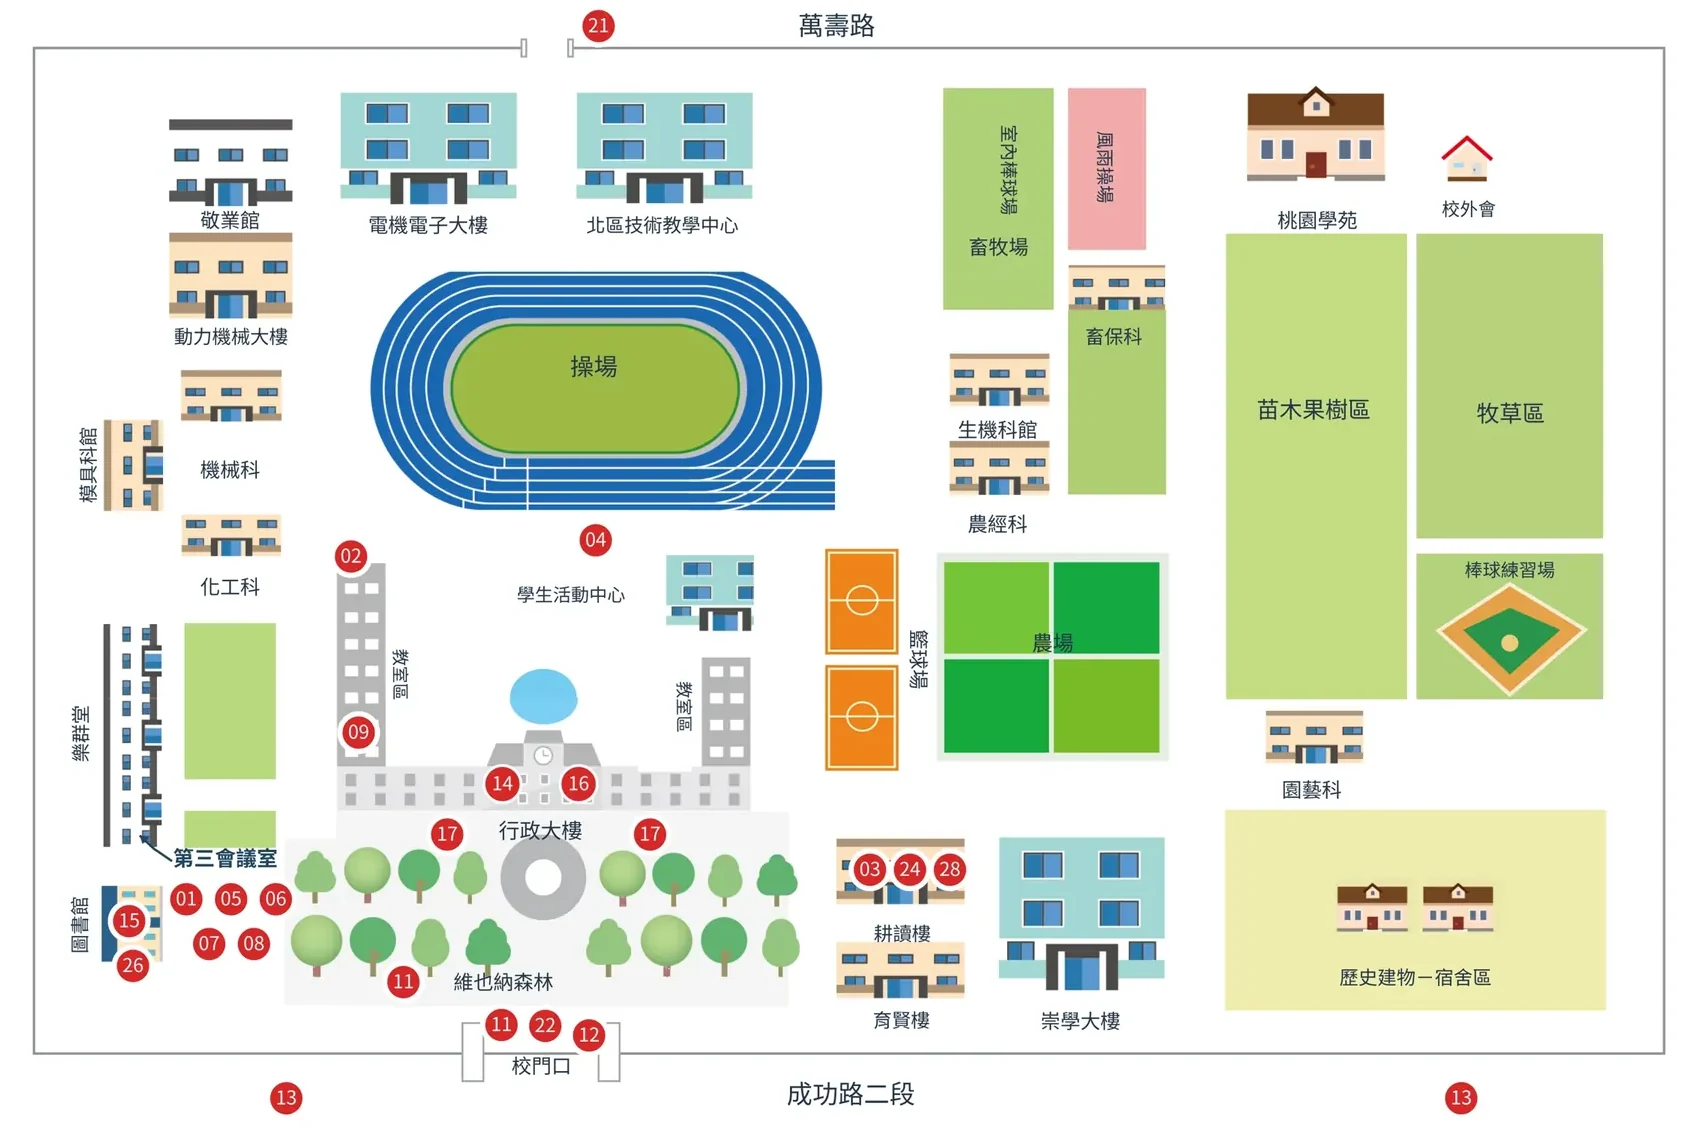 21
萬壽路
敬業館
電機電子大樓
北區技術教學中心
室內棒球場
畜牧場
風雨操場
桃園學苑
校外會
動力機械大樓
操場
畜保科
模具科館
機械科
生機科館
苗木果樹區
牧草區
化工科
農經科
02
04
學生活動中心
棒球練習場
教室區
教室區
籃球場
農場
樂群堂
09
14
16
園藝科
17
行政大樓
17
第三會議室
圖書館
15
26
01
05
06
07
08
03
24
28
耕讀樓
11
維也納森林
歷史建物－宿舍區
育賢樓
崇學大樓
11
22
12
校門口
13
成功路二段
13